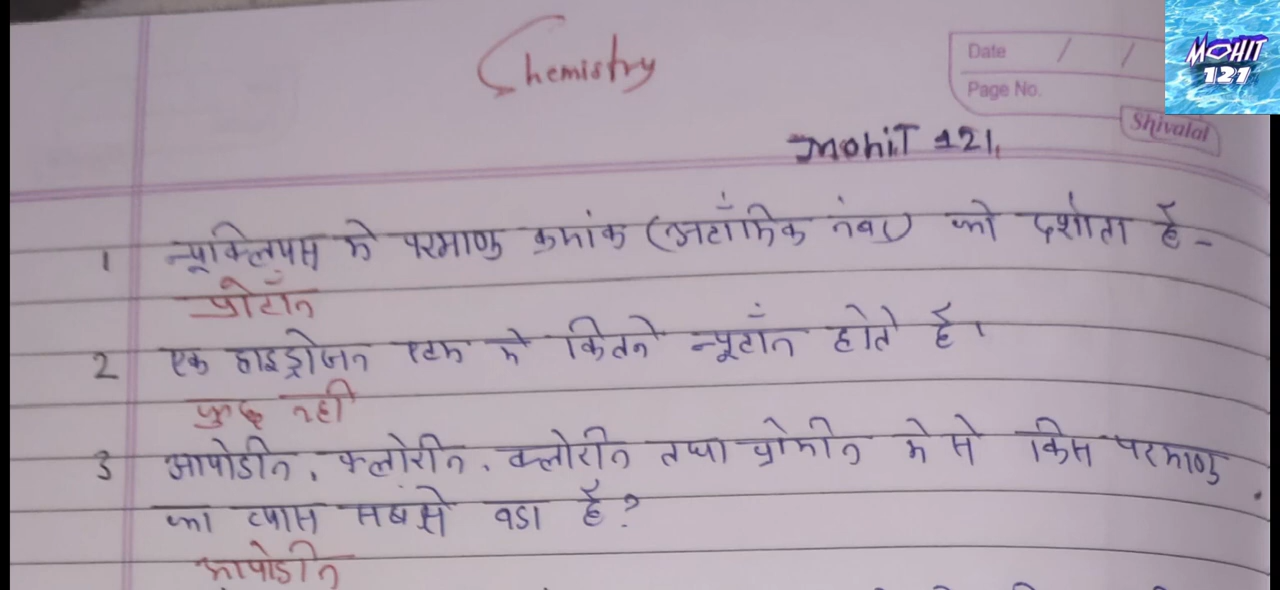 Chemistry
Date / /
Page No.
MOHIT
121
Shivalal
MohiT 121
1 न्यूक्लियस मे परमाणु क्रमांक (अटॉमिक नंबर) को दर्शाता है -
प्रोटॉन
2 एक हाइड्रोजन एटम मे कितने न्यूटॉन होते है।
कुछ नही
3 आयोडीन, फ्लोरीन, क्लोरीन तथा ब्रोमीन मे से किस परमाणु
का व्यास सबसे बडा है?
आयोडीन